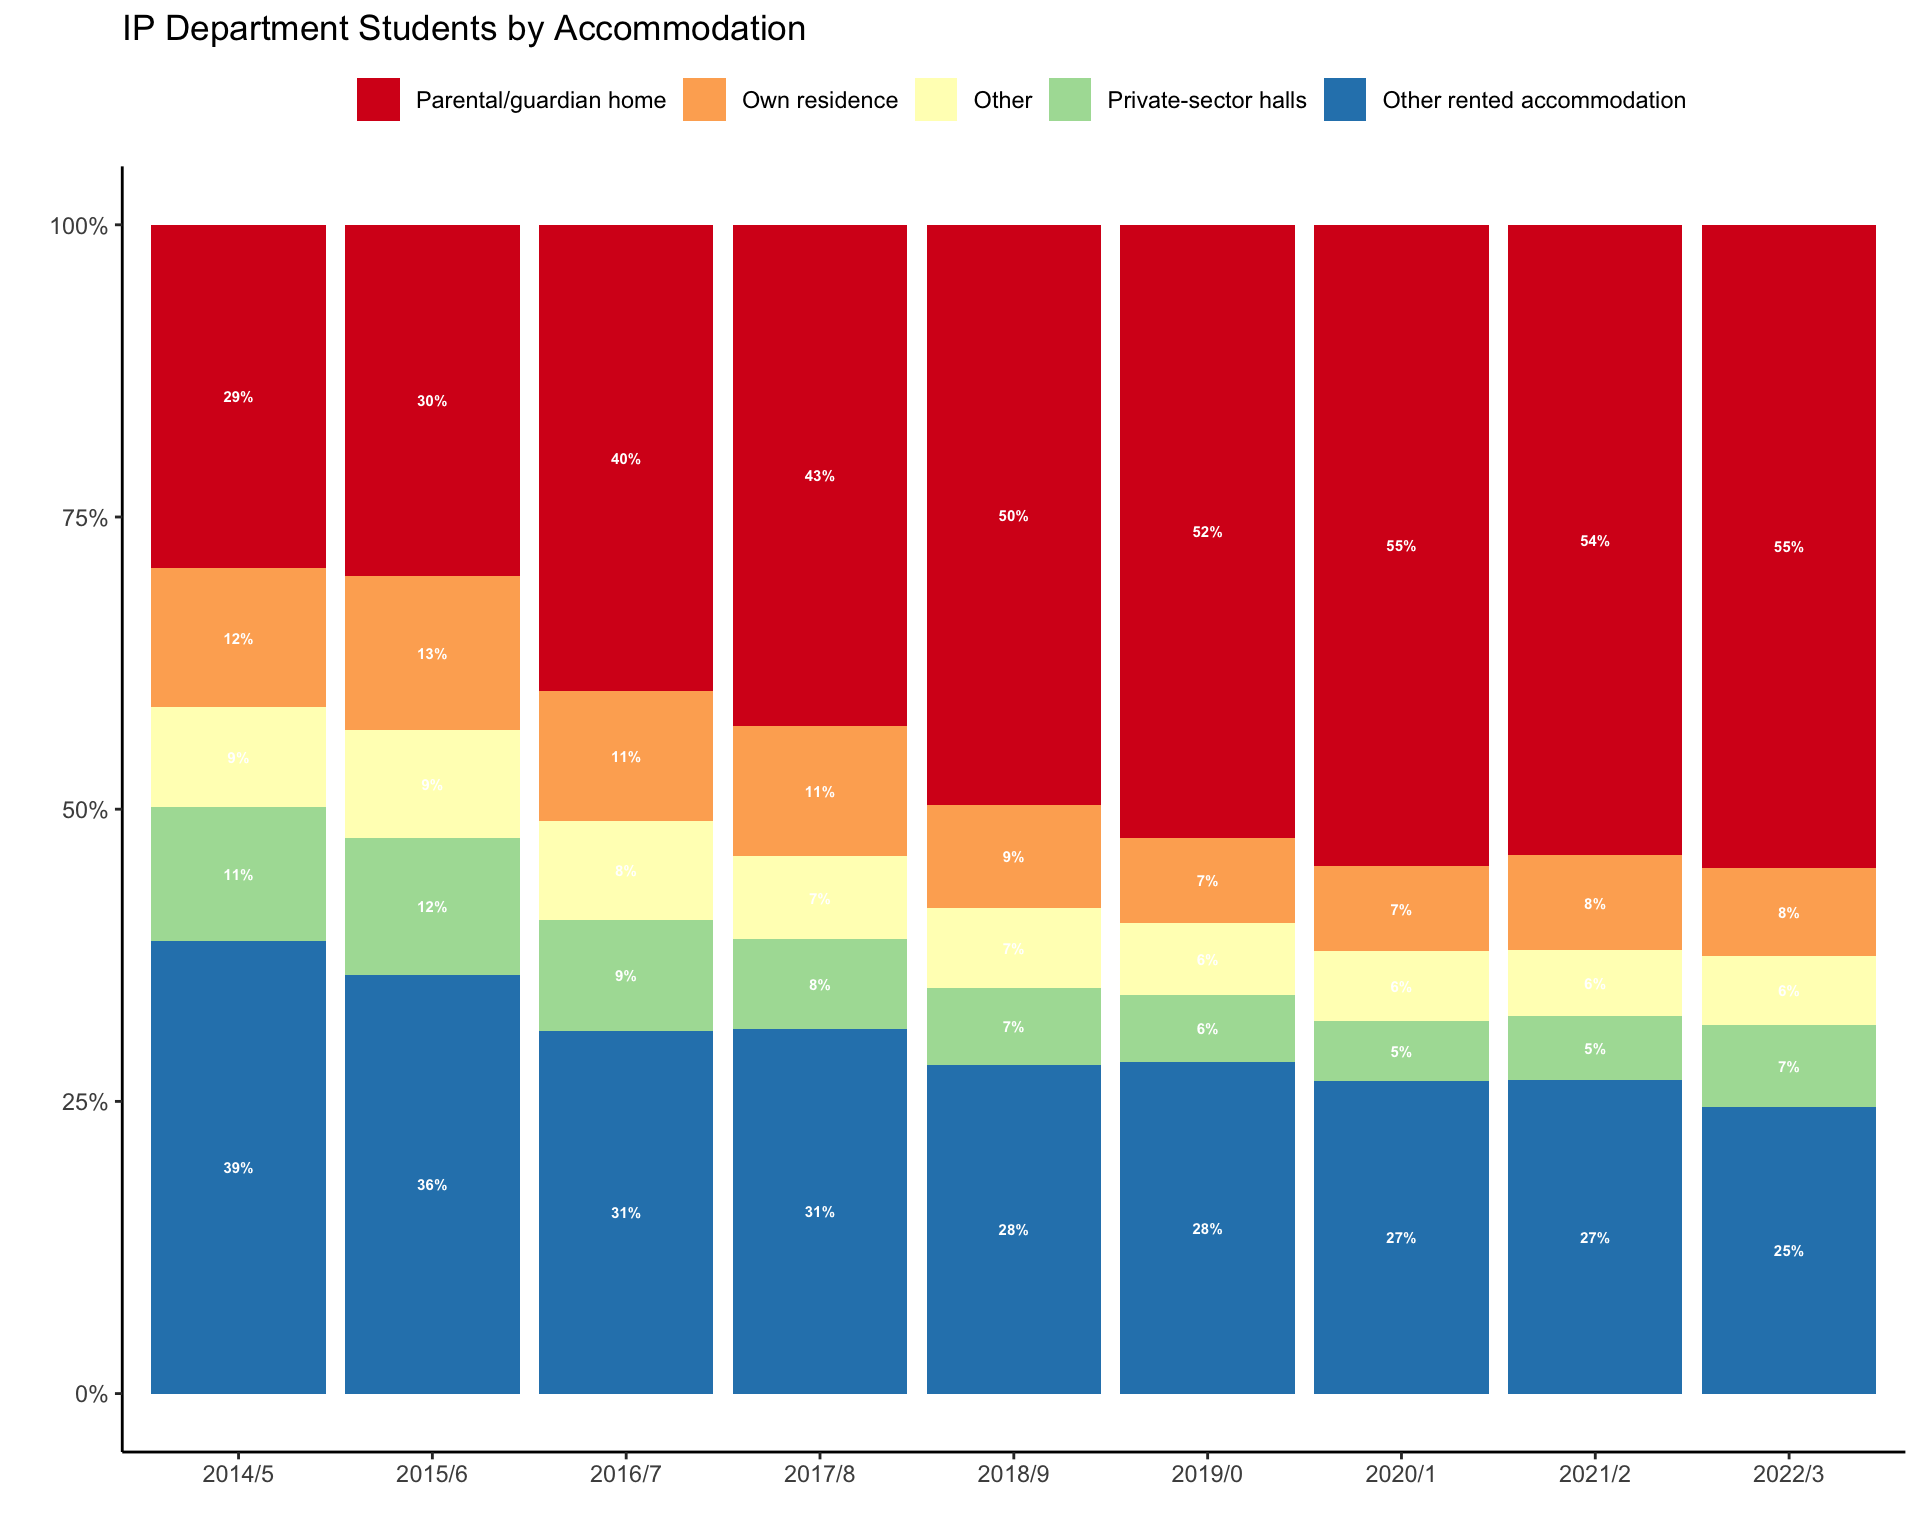 IP Department Students by Accommodation
Parental/guardian home Own residence Other Private-sector halls Other rented accommodation
100%
75%
50%
25%
0%
29% 30% 40% 43% 50% 52% 55% 54% 55%
12% 13% 11% 11% 9% 7% 7% 8% 8%
9% 9% 8% 7% 7% 6% 6% 6% 6%
11% 12% 9% 8% 7% 6% 5% 5% 7%
39% 36% 31% 31% 28% 28% 27% 27% 25%
2014/5 2015/6 2016/7 2017/8 2018/9 2019/0 2020/1 2021/2 2022/3